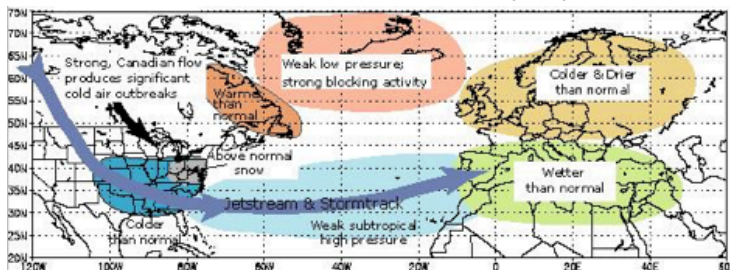 75N
70N
65N
60N
55N
50N
45N
40N
35N
30N
25N
20N
Strong, Canadian flow
produces significant
cold air outbreaks
Weak low pressure;
strong blocking activity
Colder & Drier
than normal
Warmer
than
normal
Above normal
snow
Wetter
than normal
Jetstream & Stormtrack
Weak subtropical
high pressure
Colder
than normal
120W
100W
80W
60W
40W
20W
0
20E
40E